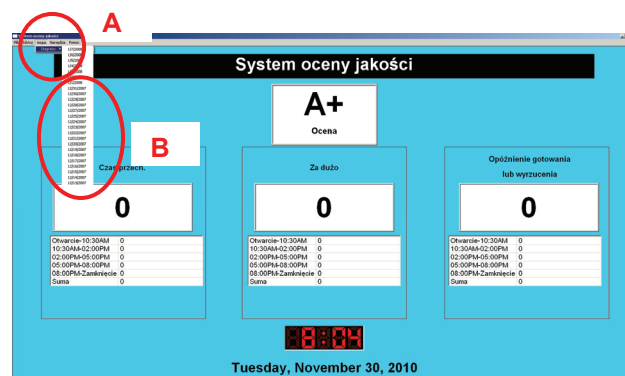 A
System oceny jakości
A+
Ocena
B
Czas przech.
0
Otwarcie-10:30AM 0
10:30AM-02:00PM 0
02:00PM-05:00PM 0
05:00PM-08:00PM 0
08:00PM-Zamknięcie 0
Suma 0
Za dużo
0
Otwarcie-10:30AM 0
10:30AM-02:00PM 0
02:00PM-05:00PM 0
05:00PM-08:00PM 0
08:00PM-Zamknięcie 0
Suma 0
Opóźnienie gotowania
lub wyrzucenia
0
Otwarcie-10:30AM 0
10:30AM-02:00PM 0
02:00PM-05:00PM 0
05:00PM-08:00PM 0
08:00PM-Zamknięcie 0
Suma 0
8:04
Tuesday, November 30, 2010